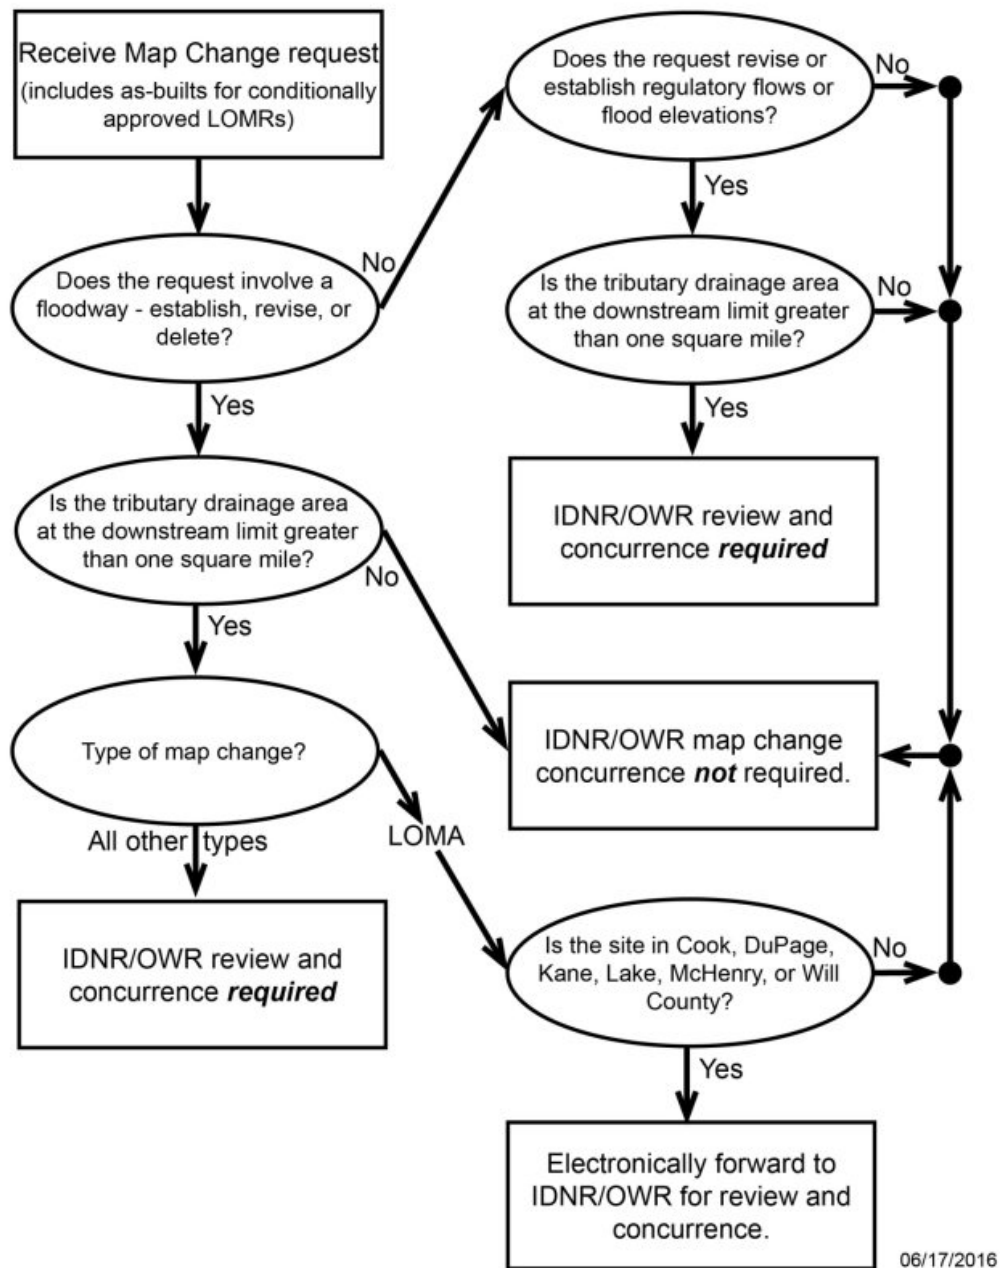 Receive Map Change request
(includes as-builts for conditionally
approved LOMRs)
Does the request involve a
floodway - establish, revise, or
delete?
No
Yes
Is the tributary drainage area
at the downstream limit greater
than one square mile?
No
Yes
Type of map change?
All other types
LOMA
IDNR/OWR review and
concurrence required
Does the request revise or
establish regulatory flows or
flood elevations?
No
Yes
Is the tributary drainage area
at the downstream limit greater
than one square mile?
No
Yes
IDNR/OWR review and
concurrence required
IDNR/OWR map change
concurrence not required.
Is the site in Cook, DuPage,
Kane, Lake, McHenry, or Will
County?
No
Yes
Electronically forward to
IDNR/OWR for review and
concurrence.
06/17/2016